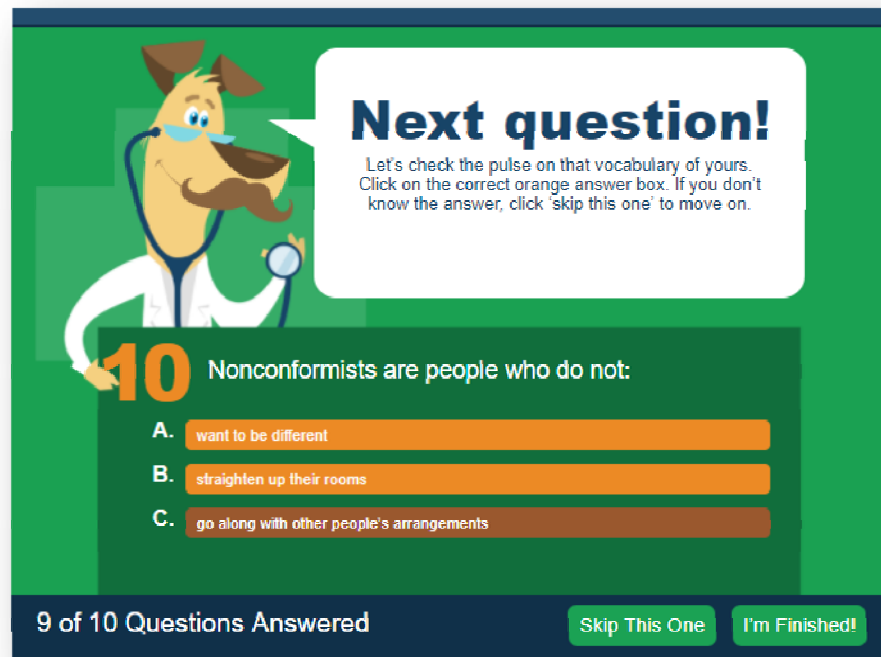 Next question!
Let's check the pulse on that vocabulary of yours.
Click on the correct orange answer box. If you don't
know the answer, click 'skip this one' to move on.
10 Nonconformists are people who do not:
A. want to be different
B. straighten up their rooms
C. go along with other people's arrangements
9 of 10 Questions Answered Skip This One I'm Finished!